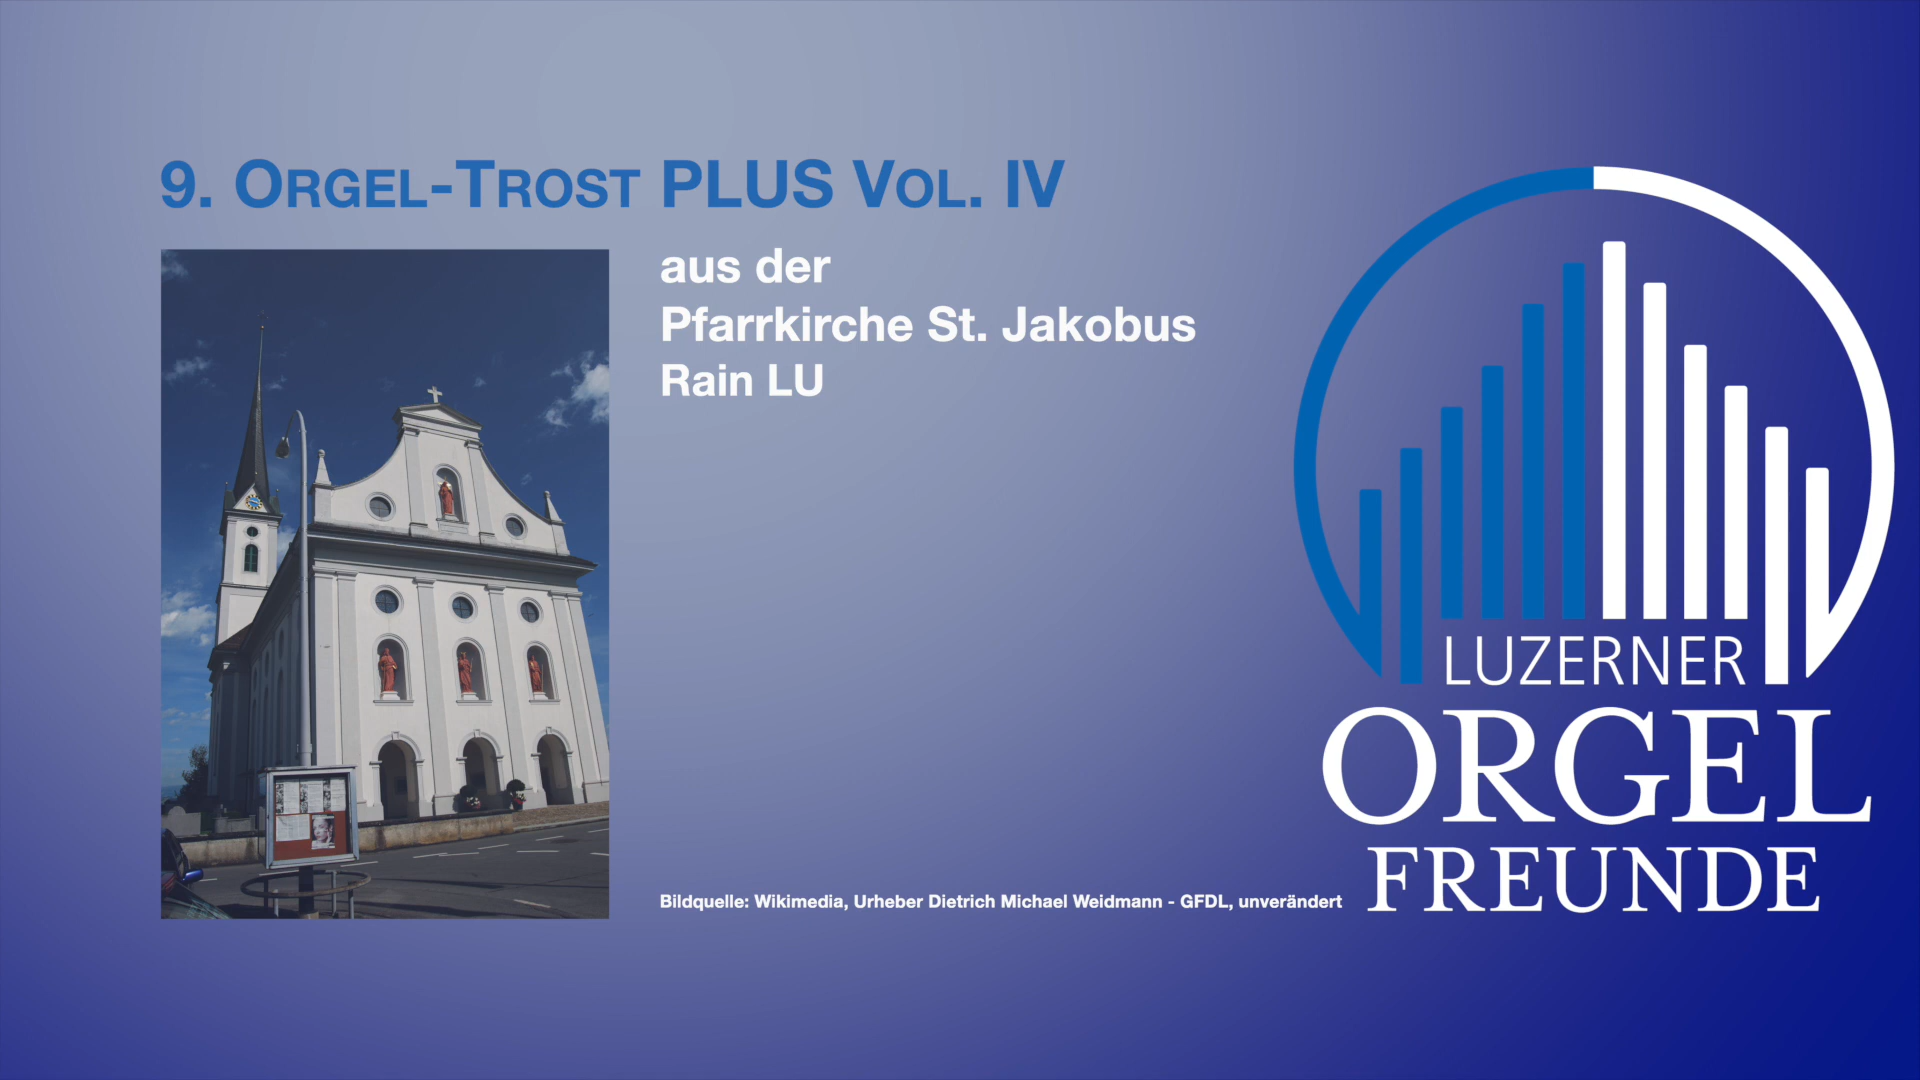 9. ORGEL-TROST PLUS VOL. IV
aus der
Pfarrkirche St. Jakobus
Rain LU
Bildquelle: Wikimedia, Urheber Dietrich Michael Weidmann - GFDL, unverändert
LUZERNER
ORGEL
FREUNDE